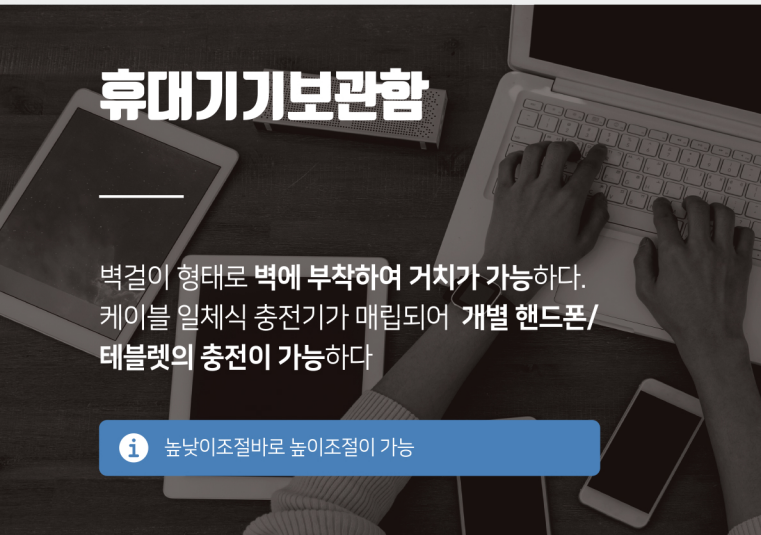 휴대기기보관함
벽걸이 형태로 벽에 부착하여 거치가 가능하다.
케이블 일체식 충전기가 매립되어 개별 핸드폰/
테블렛의 충전이 가능하다
높낮이조절바로 높이조절이 가능